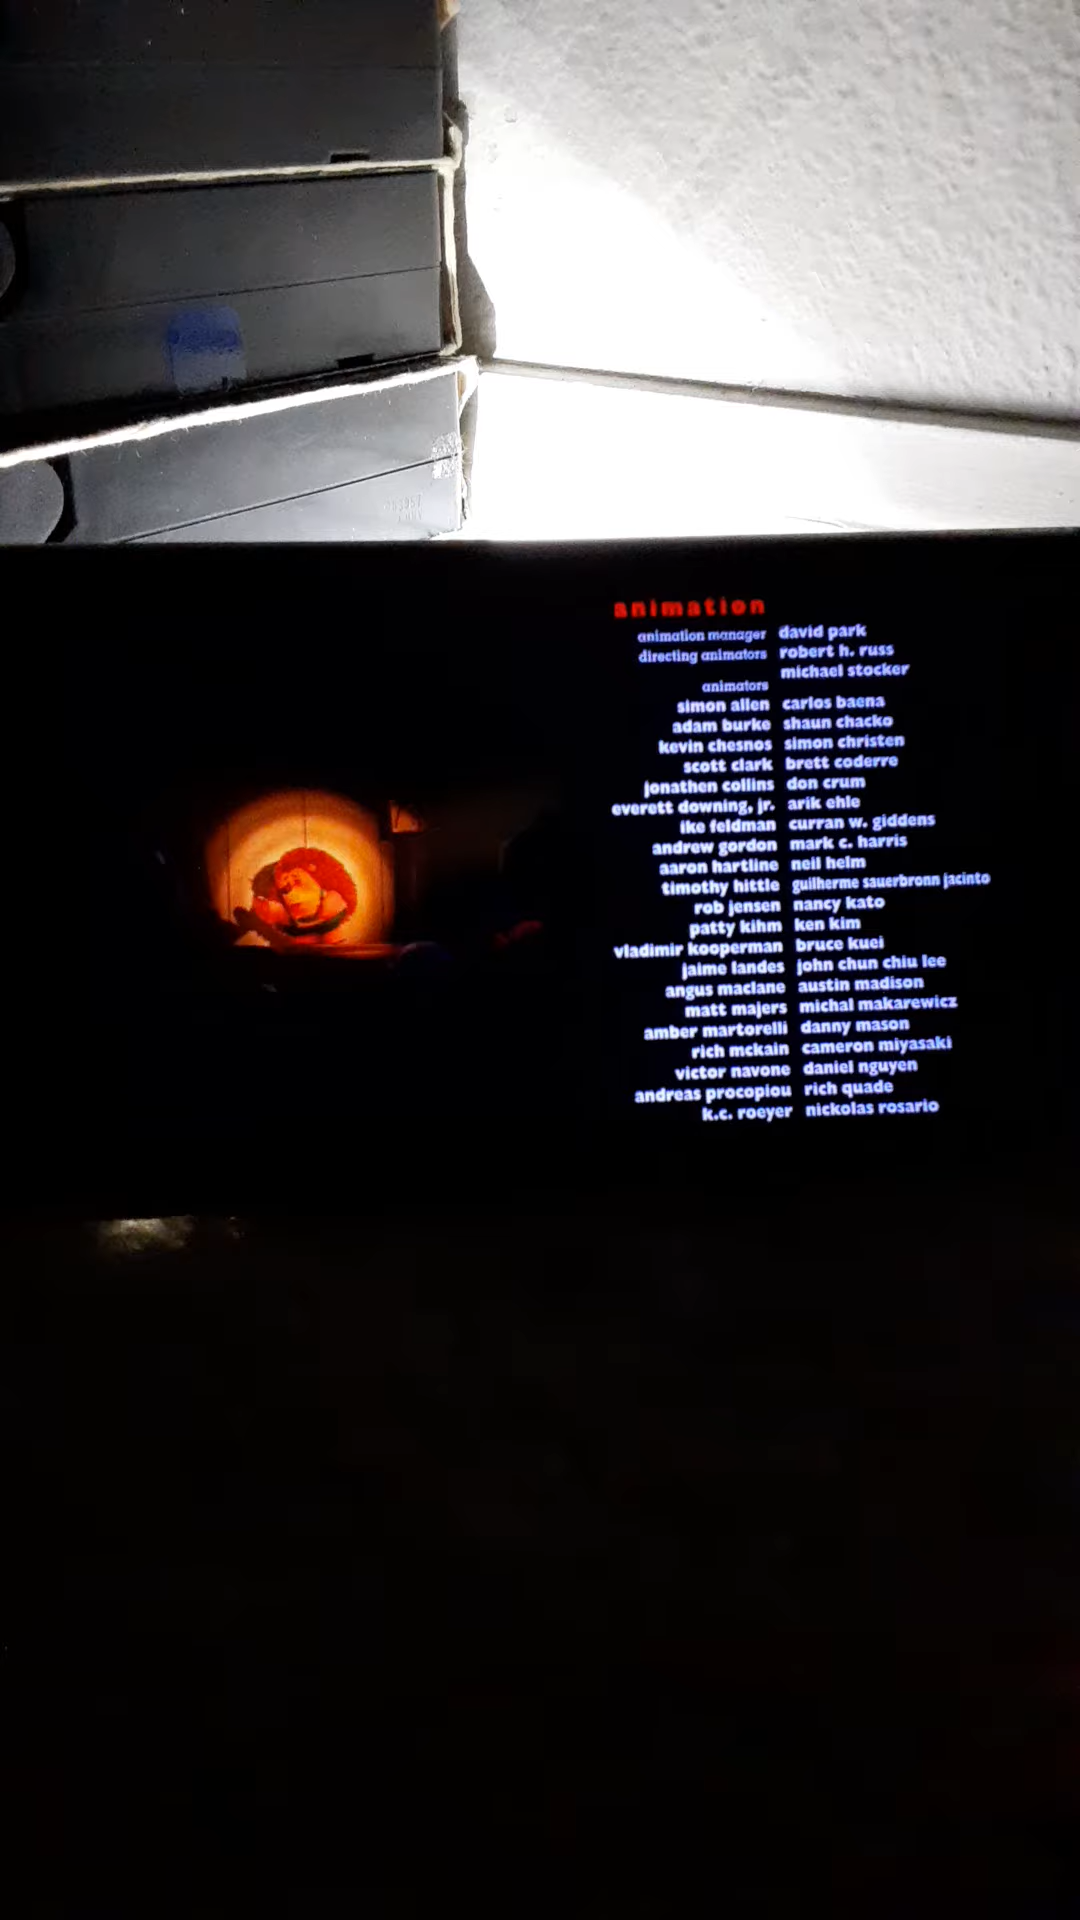 animation
animation manager david park
directing animators robert h. russ
michael stocker
animators
simon allen carlos baena
adam burke shaun chacko
kevin chesnos simon christen
scott clark brett coderre
jonathen collins don crum
everett downing, jr. arik ehle
ike feldman curran w. giddens
andrew gordon mark c. harris
aaron hartline neil helm
timothy hittle guilherme sauerbronn jacinto
rob jensen nancy kato
patty kihm ken kim
vladimir kooperman bruce kuei
jaime landes john chun chiu lee
angus maclane austin madison
matt majers michal makarewicz
amber martorelli danny mason
rich mckain cameron miyasaki
victor navone daniel nguyen
andreas procopiou rich quade
k.c. roeyer nickolas rosario